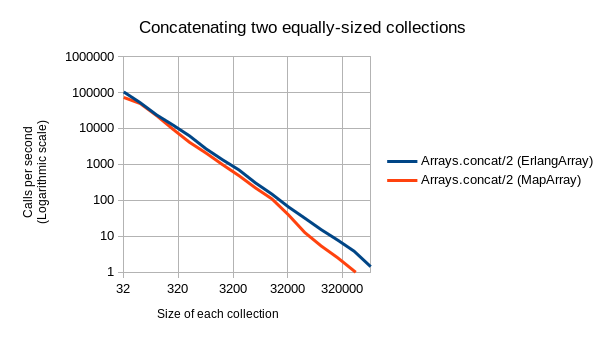 Concatenating two equally-sized collections
1000000
100000
10000
1000
100
10
1
Calls per second
(Logarithmic scale)
32
320
3200
32000
320000
Size of each collection
Arrays.concat/2 (ErlangArray)
Arrays.concat/2 (MapArray)